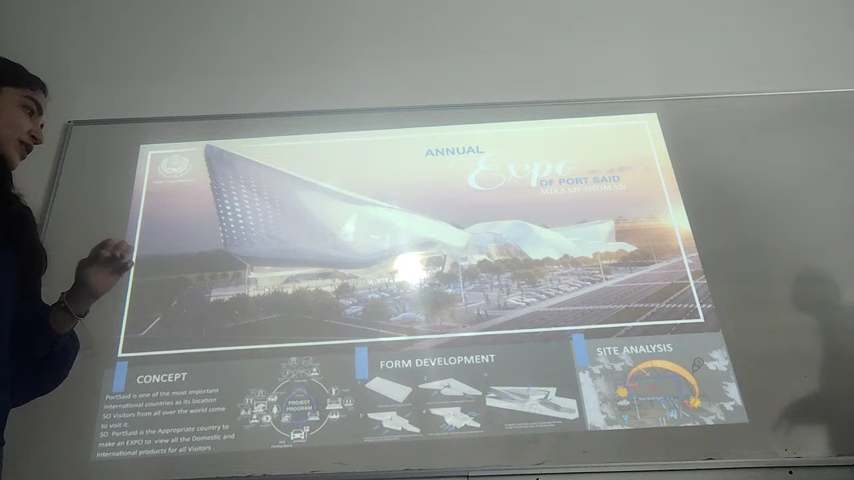 ANNUAL
Expo
OF PORT SAID
CONCEPT
PortSaid is one of the most important
International countries as its location
SO Visitors from all over the world come
to visit it
SO PortSaid is the Appropriate country to
make an EXPO to view all the Domestic and
International products for all Visitors .
PROJECT
PROGRAM
FORM DEVELOPMENT
SITE ANALYSIS